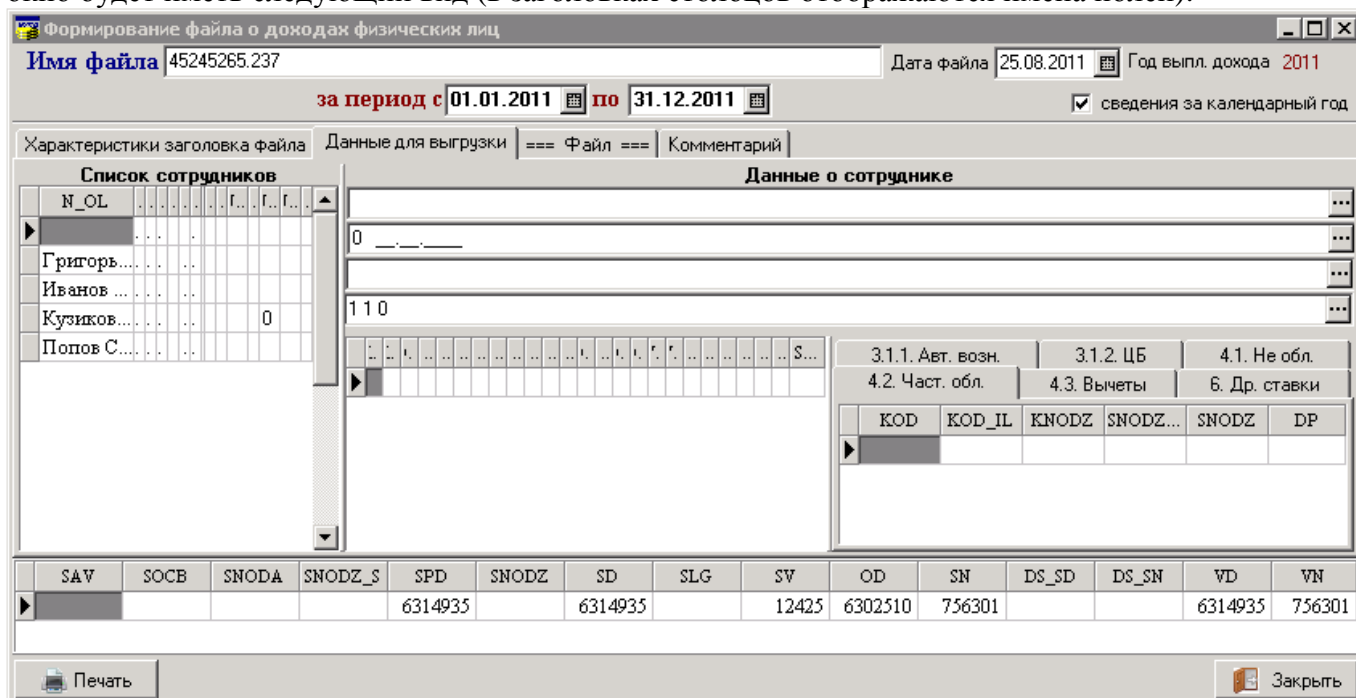 Формирование файла о доходах физических лиц
Имя файла 45245265.237 Дата файла 25.08.2011 Год выпл. дохода 2011
за период с 01.01.2011 по 31.12.2011 сведения за календарный год
Характеристики заголовка файла Данные для выгрузки === Файл === Комментарий
Список сотрудников Данные о сотруднике
N_OL
0 __.__.____
Григорь...
Иванов ...
Кузиков... 0
Попов С...
1 1 0
S...
3.1.1. Авт. возн. 3.1.2. ЦБ 4.1. Не обл.
4.2. Част. обл. 4.3. Вычеты 6. Др. ставки
KOD KOD_IL KNODZ SNODZ... SNODZ DP
SAV SOCB SNODA SNODZ_S SPD SNODZ SD SLG SV OD SN DS_SD DS_SN VD VN
6314935 6314935 12425 6302510 756301 6314935 756301
Печать Закрыть